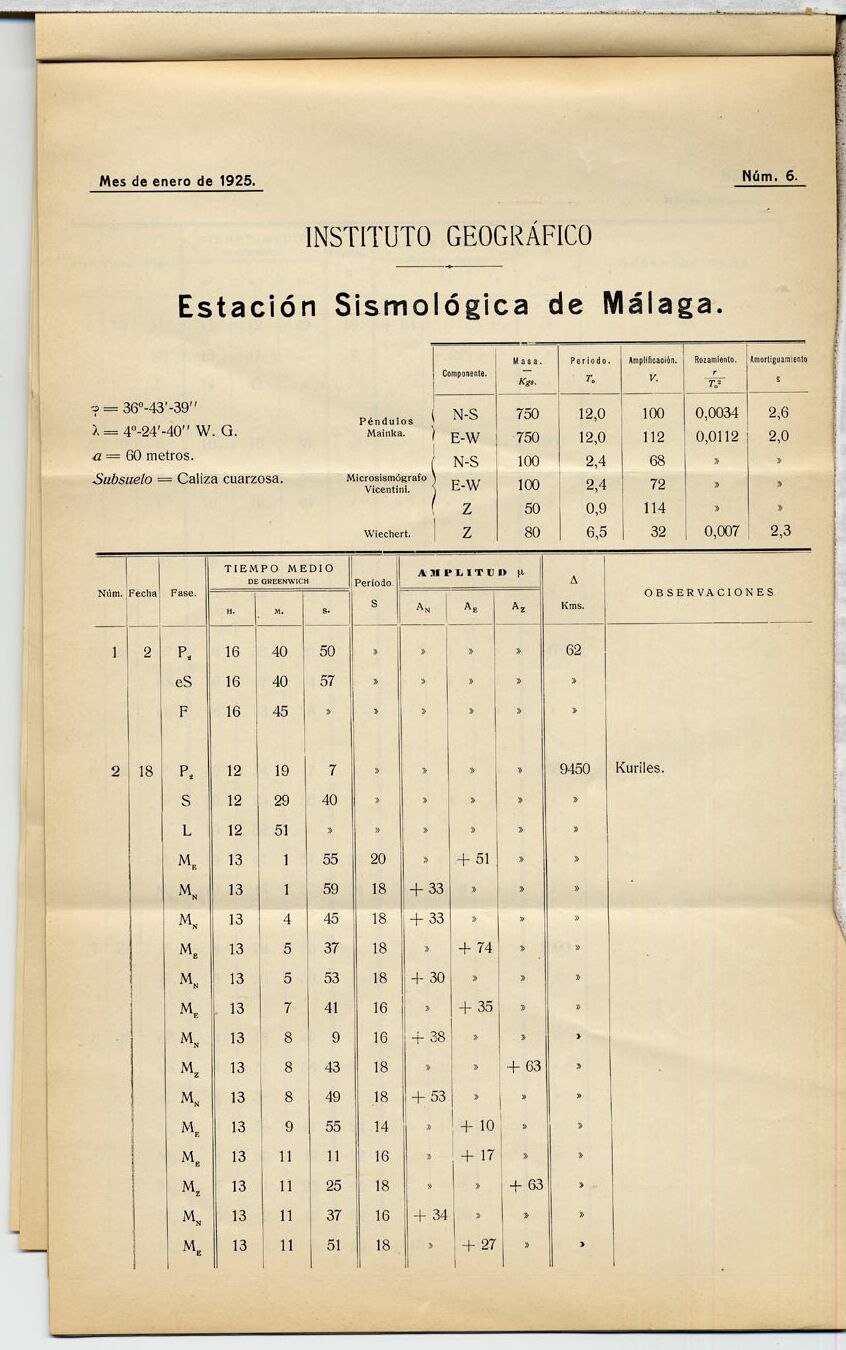 Mes de enero de 1925.
Núm. 6.
INSTITUTO GEOGRÁFICO
Estación Sismológica de Málaga.
φ = 36º-43'-39''
λ = 4º-24'-40'' W. G.
a = 60 metros.
Subsuelo = Caliza cuarzosa.
Componente. Masa. Kgs. Periodo. T₀ Amplificación. V. Rozamiento. r/T₀² Amortiguamiento ε
Péndulos Mainka. N-S 750 12,0 100 0,0034 2,6
E-W 750 12,0 112 0,0112 2,0
Microsismógrafo Vicentini. N-S 100 2,4 68 » »
E-W 100 2,4 72 » »
Z 50 0,9 114 » »
Wiechert. Z 80 6,5 32 0,007 2,3
Núm. Fecha Fase. TIEMPO MEDIO DE GREENWICH H. M. S. Período S AMPLITUD μ A_N A_E A_Z Δ Kms. OBSERVACIONES
1 2 P 16 40 50 » » » » 62
eS 16 40 57 » » » » »
F 16 45 » » » » » »
2 18 P 12 19 7 » » » » 9450 Kuriles.
S 12 29 40 » » » » »
L 12 51 » » » » » »
M_E 13 1 55 20 » + 51 » »
M_N 13 1 59 18 + 33 » » »
M_N 13 4 45 18 + 33 » » »
M_E 13 5 37 18 » + 74 » »
M_N 13 5 53 18 + 30 » » »
M_E 13 7 41 16 » + 35 » »
M_N 13 8 9 16 + 38 » » »
M_Z 13 8 43 18 » » + 63 »
M_N 13 8 49 18 + 53 » » »
M_E 13 9 55 14 » + 10 » »
M_E 13 11 11 16 » + 17 » »
M_Z 13 11 25 18 » » + 63 »
M_N 13 11 37 16 + 34 » » »
M_E 13 11 51 18 » + 27 » »